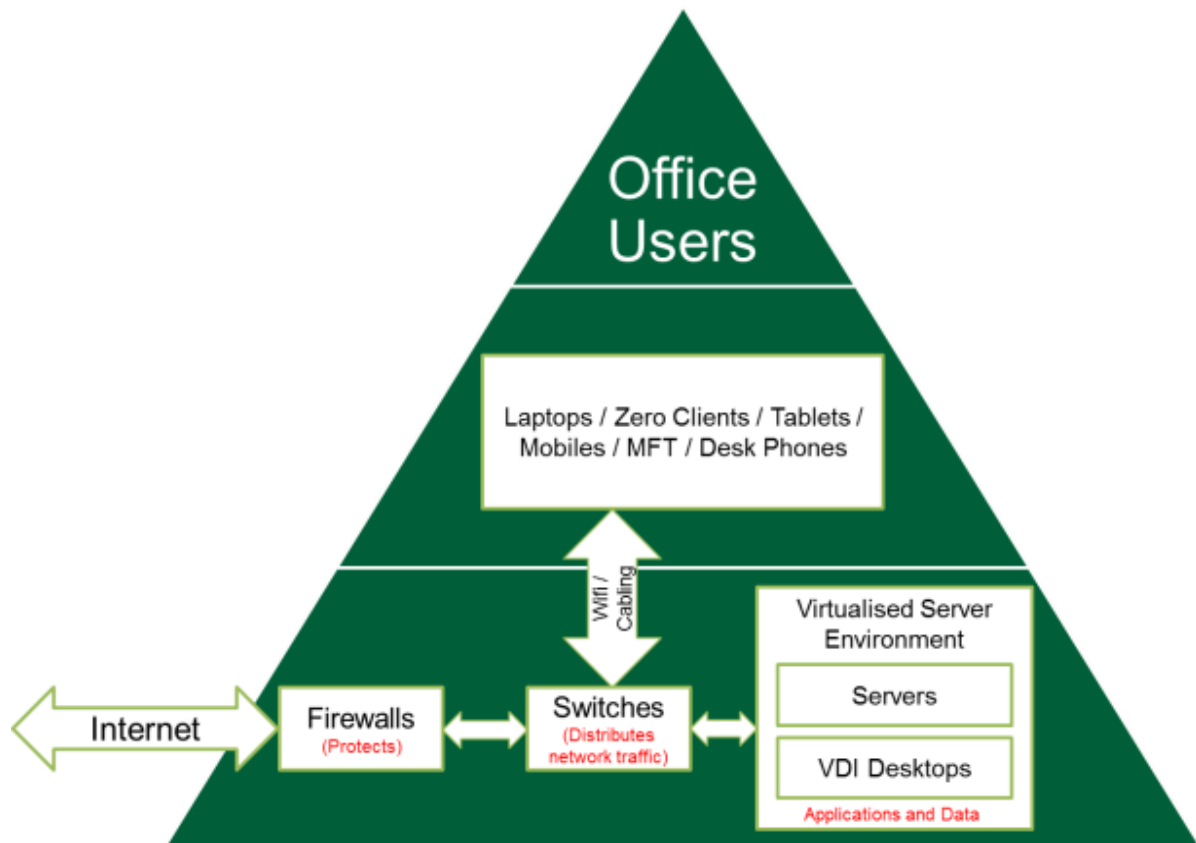 Office
Users
Laptops / Zero Clients / Tablets /
Mobiles / MFT / Desk Phones
Wifi /
Cabling
Internet
Firewalls
(Protects)
Switches
(Distributes
network traffic)
Virtualised Server
Environment
Servers
VDI Desktops
Applications and Data